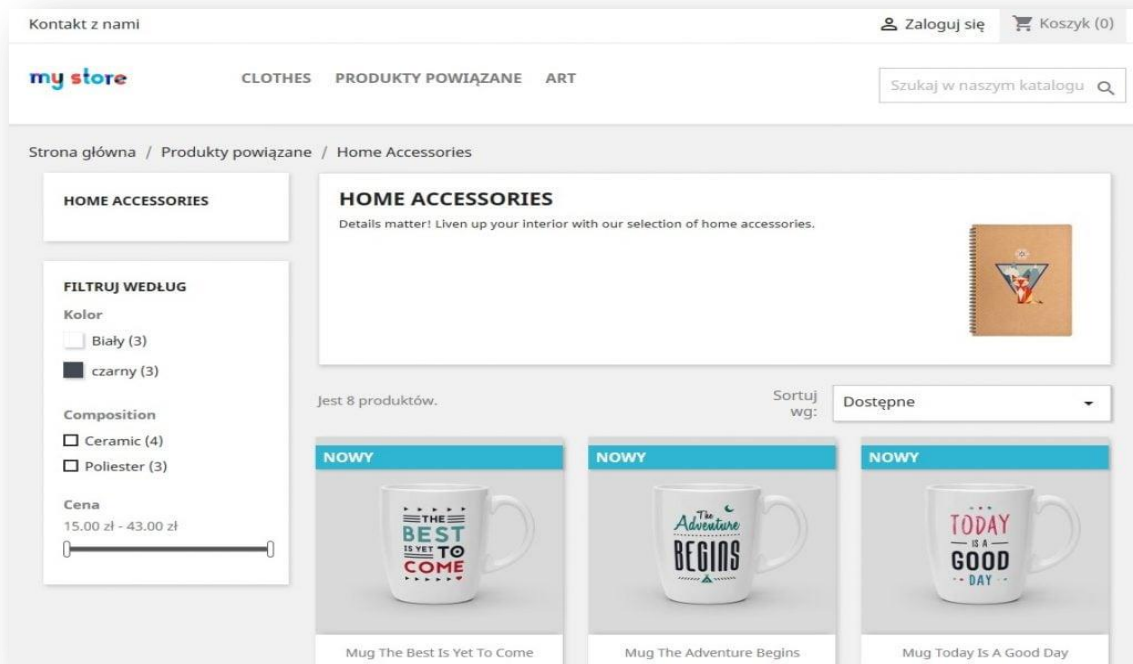 Kontakt z nami
Zaloguj się
Koszyk (0)
my store
CLOTHES PRODUKTY POWIĄZANE ART
Szukaj w naszym katalogu
Strona główna / Produkty powiązane / Home Accessories
HOME ACCESSORIES
FILTRUJ WEDŁUG
Kolor
Biały (3)
czarny (3)
Composition
Ceramic (4)
Poliester (3)
Cena
15.00 zł - 43.00 zł
HOME ACCESSORIES
Details matter! Liven up your interior with our selection of home accessories.
Jest 8 produktów.
Sortuj
wg:
Dostępne
NOWY
THE
BEST
IS YET TO
COME
Mug The Best Is Yet To Come
NOWY
The
Adventure
BEGINS
Mug The Adventure Begins
NOWY
TODAY
IS A
GOOD
DAY
Mug Today Is A Good Day